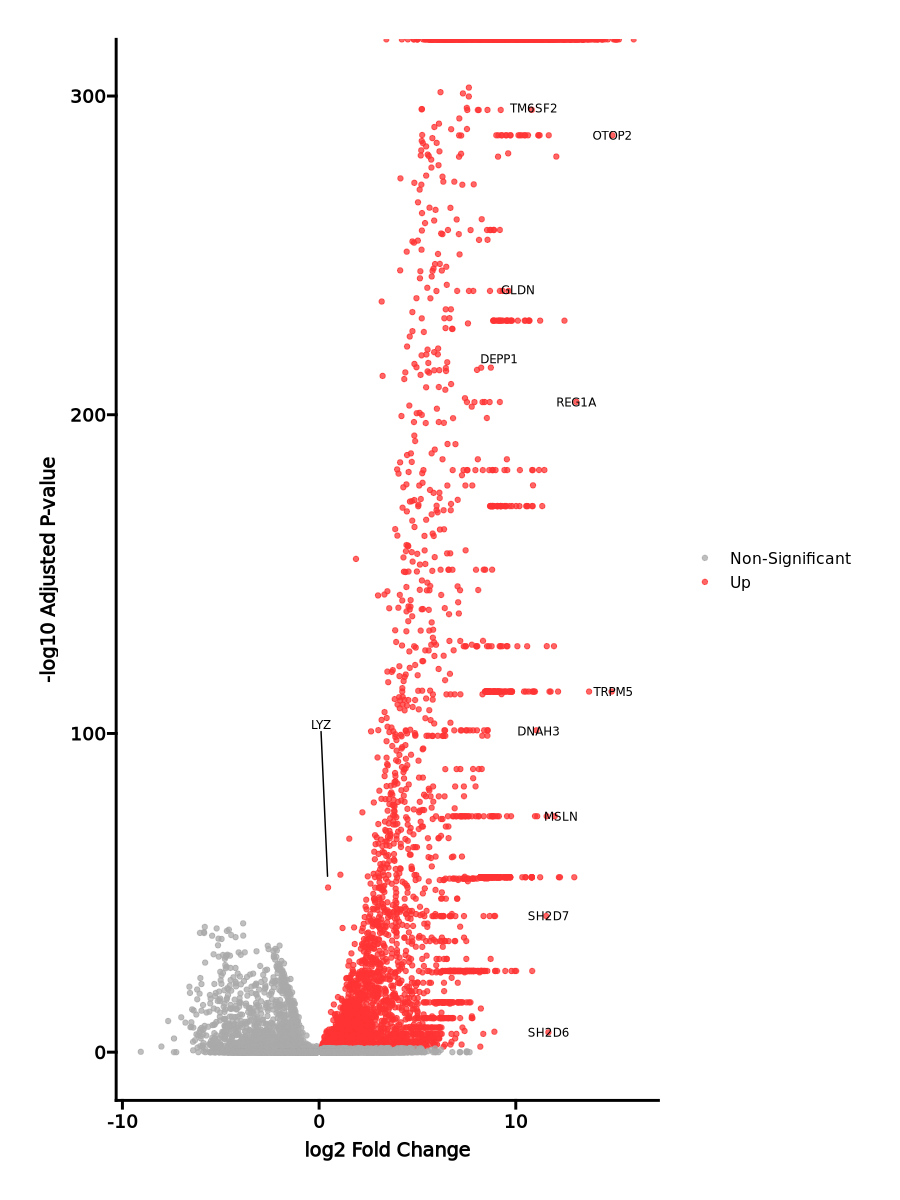 300
TM6SF2
OTOP2
GLDN
DEPP1
200
REG1A
-log10 Adjusted P-value
Non-Significant
Up
TRPM5
LYZ
100
DNAH3
MSLN
SH2D7
SH2D6
0
-10
0
10
log2 Fold Change